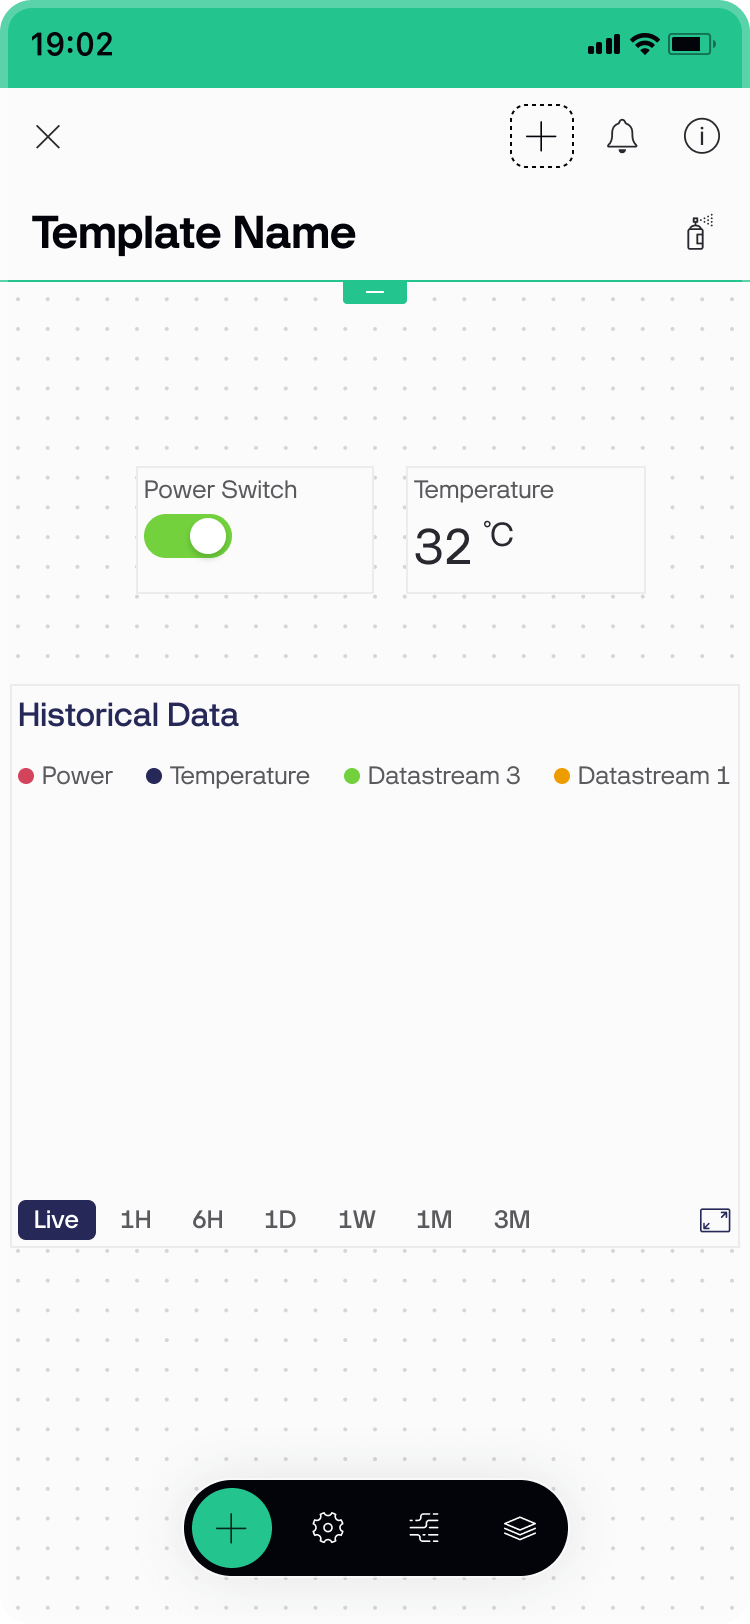 19:02
Template Name
Power Switch
Temperature
32 °C
Historical Data
Power Temperature Datastream 3 Datastream 1
Live 1H 6H 1D 1W 1M 3M